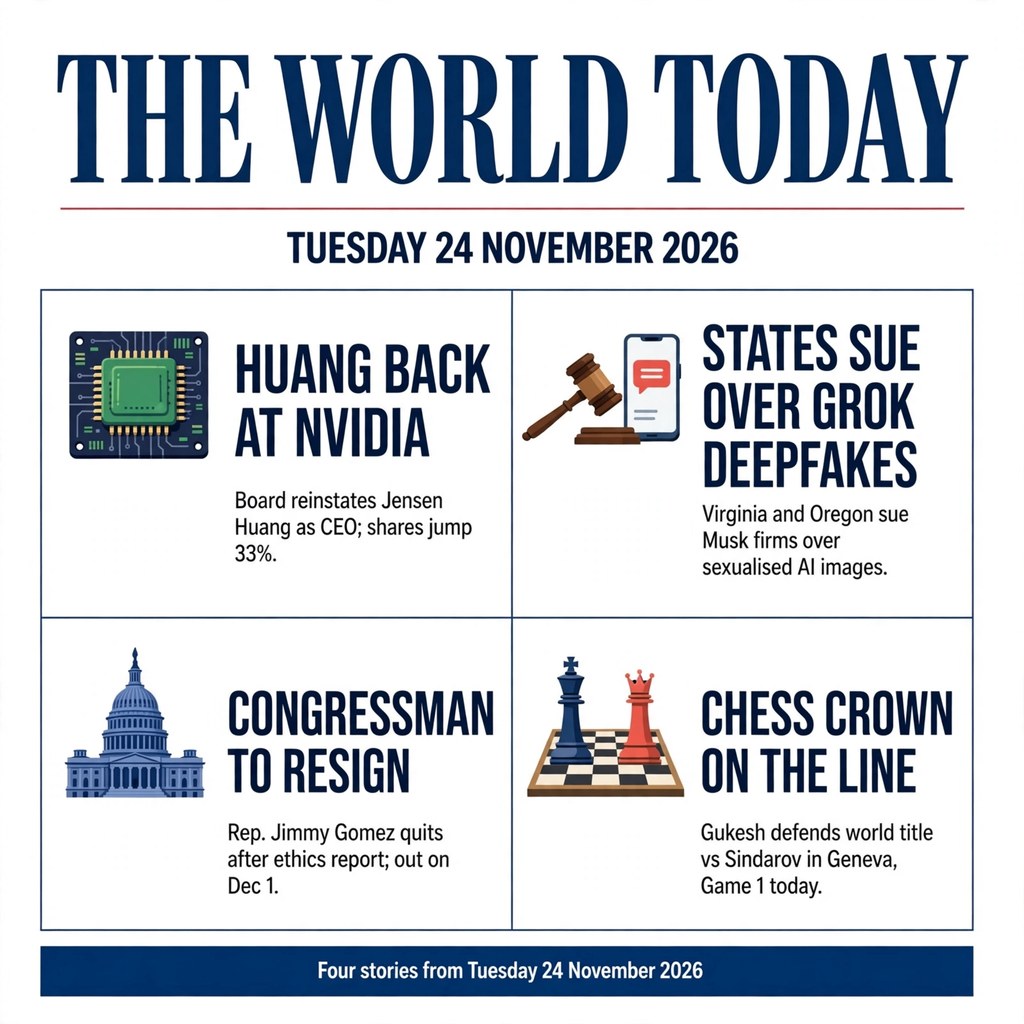 THE WORLD TODAY
TUESDAY 24 NOVEMBER 2026
HUANG BACK
AT NVIDIA
Board reinstates Jensen
Huang as CEO; shares jump
33%.
STATES SUE
OVER GROK
DEEPFAKES
Virginia and Oregon sue
Musk firms over
sexualised AI images.
CONGRESSMAN
TO RESIGN
Rep. Jimmy Gomez quits
after ethics report; out on
Dec 1.
CHESS CROWN
ON THE LINE
Gukesh defends world title
vs Sindarov in Geneva,
Game 1 today.
Four stories from Tuesday 24 November 2026